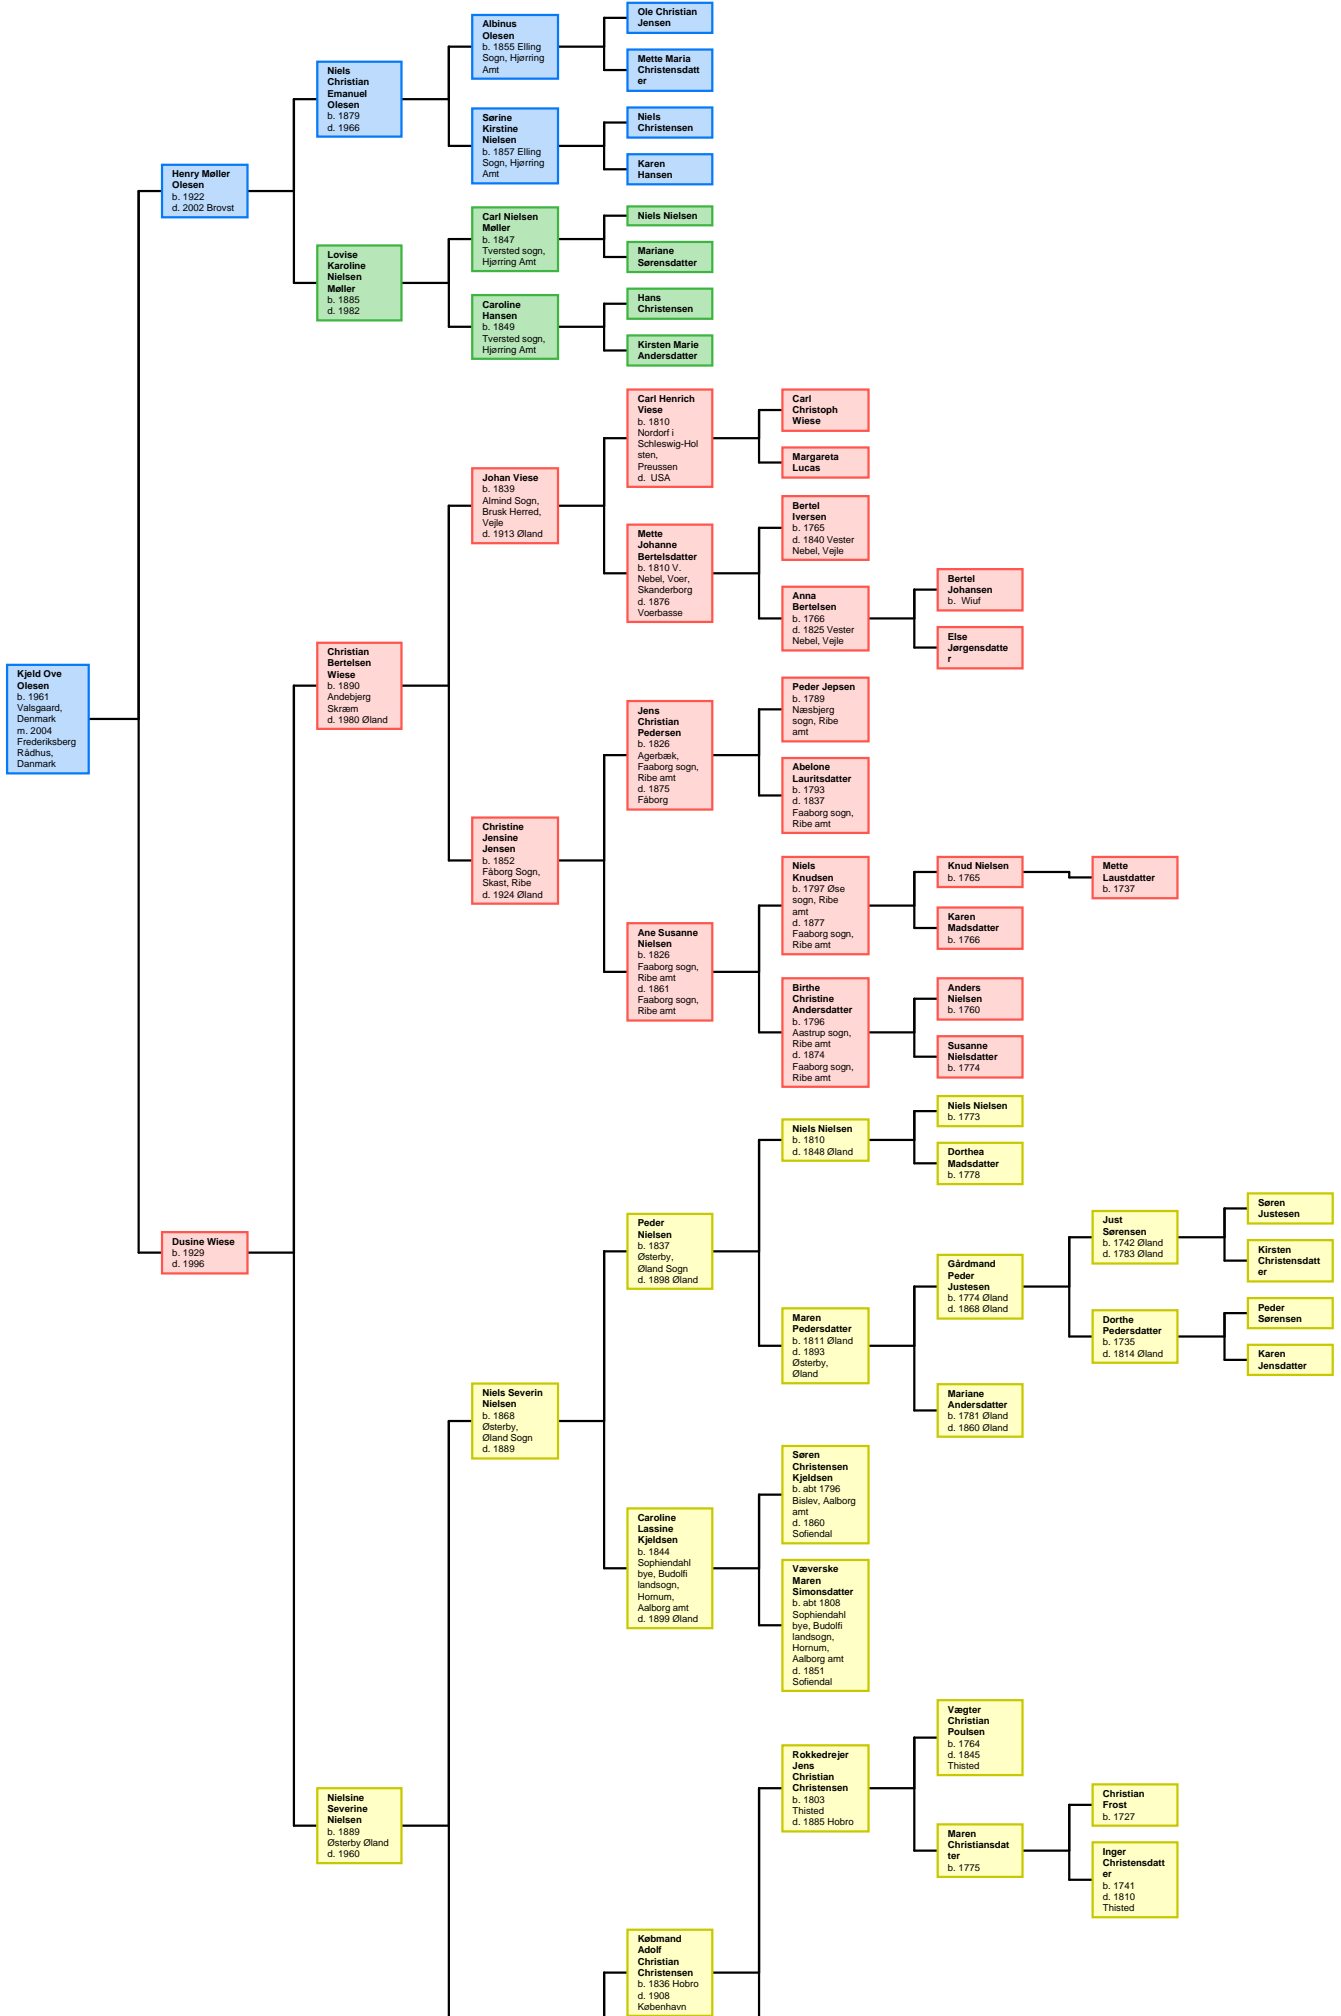 Kjeld Ove
Olesen
b. 1961
Valsgaard,
Denmark
m. 2004
Frederiksberg
Rådhus,
Danmark
Henry Møller
Olesen
b. 1922
d. 2002 Brovst
Niels
Christian
Emanuel
Olesen
b. 1879
d. 1966
Albinus
Olesen
b. 1855 Elling
Sogn, Hjørring
Amt
Ole Christian
Jensen
Mette Maria
Christensdatt
er
Sørine
Kirstine
Nielsen
b. 1857 Elling
Sogn, Hjørring
Amt
Niels
Christensen
Karen
Hansen
Lovise
Karoline
Nielsen
Møller
b. 1885
d. 1982
Carl Nielsen
Møller
b. 1847
Tversted sogn,
Hjørring Amt
Niels Nielsen
Mariane
Sørensdatter
Caroline
Hansen
b. 1849
Tversted sogn,
Hjørring Amt
Hans
Christensen
Kirsten Marie
Andersdatter
Dusine Wiese
b. 1929
d. 1996
Christian
Bertelsen
Wiese
b. 1890
Andebjerg
Skræm
d. 1980 Øland
Johan Viese
b. 1839
Almind Sogn,
Brusk Herred,
Vejle
d. 1913 Øland
Carl Henrich
Viese
b. 1810
Nordorf i
Schleswig-Hol
sten,
Preussen
d.  USA
Carl
Christoph
Wiese
Margareta
Lucas
Mette
Johanne
Bertelsdatter
b. 1810 V.
Nebel, Voer,
Skanderborg
d. 1876
Voerbasse
Bertel
Iversen
b. 1765
d. 1840 Vester
Nebel, Vejle
Anna
Bertelsen
b. 1766
d. 1825 Vester
Nebel, Vejle
Bertel
Johansen
b.  Wiuf
Else
Jørgensdatte
r
Christine
Jensine
Jensen
b. 1852
Fåborg Sogn,
Skast, Ribe
d. 1924 Øland
Jens
Christian
Pedersen
b. 1826
Agerbæk,
Faaborg sogn,
Ribe amt
d. 1875
Fåborg
Peder Jepsen
b. 1789
Næsbjerg
sogn, Ribe
amt
Abelone
Lauritsdatter
b. 1793
d. 1837
Faaborg sogn,
Ribe amt
Ane Susanne
Nielsen
b. 1826
Faaborg sogn,
Ribe amt
d. 1861
Faaborg sogn,
Ribe amt
Niels
Knudsen
b. 1797 Øse
sogn, Ribe
amt
d. 1877
Faaborg sogn,
Ribe amt
Knud Nielsen
b. 1765
Mette
Laustdatter
b. 1737
Karen
Madsdatter
b. 1766
Birthe
Christine
Andersdatter
b. 1796
Aastrup sogn,
Ribe amt
d. 1874
Faaborg sogn,
Ribe amt
Anders
Nielsen
b. 1760
Susanne
Nielsdatter
b. 1774
Nielsine
Severine
Nielsen
b. 1889
Østerby Øland
d. 1960
Niels Severin
Nielsen
b. 1868
Østerby,
Øland Sogn
d. 1889
Peder
Nielsen
b. 1837
Østerby,
Øland Sogn
d. 1898 Øland
Niels Nielsen
b. 1810
d. 1848 Øland
Niels Nielsen
b. 1773
Dorthea
Madsdatter
b. 1778
Maren
Pedersdatter
b. 1811 Øland
d. 1893
Østerby,
Øland
Gårdmand
Peder
Justesen
b. 1774 Øland
d. 1868 Øland
Just
Sørensen
b. 1742 Øland
d. 1783 Øland
Søren
Justesen
Kirsten
Christensdatt
er
Dorthe
Pedersdatter
b. 1735
d. 1814 Øland
Peder
Sørensen
Karen
Jensdatter
Mariane
Andersdatter
b. 1781 Øland
d. 1860 Øland
Caroline
Lassine
Kjeldsen
b. 1844
Sophiendahl
bye, Budolfi
landsogn,
Hornum,
Aalborg amt
d. 1899 Øland
Søren
Christensen
Kjeldsen
b. abt 1796
Bislev, Aalborg
amt
d. 1860
Sofiendal
Væverske
Maren
Simonsdatter
b. abt 1808
Sophiendahl
bye, Budolfi
landsogn,
Hornum,
Aalborg amt
d. 1851
Sofiendal
Købmand
Adolf
Christian
Christensen
b. 1836 Hobro
d. 1908
København
Rokkedrejer
Jens
Christian
Christensen
b. 1803
Thisted
d. 1885 Hobro
Vægter
Christian
Poulsen
b. 1764
d. 1845
Thisted
Maren
Christiansdat
ter
b. 1775
Christian
Frost
b. 1727
Inger
Christensdatt
er
b. 1741
d. 1810
Thisted